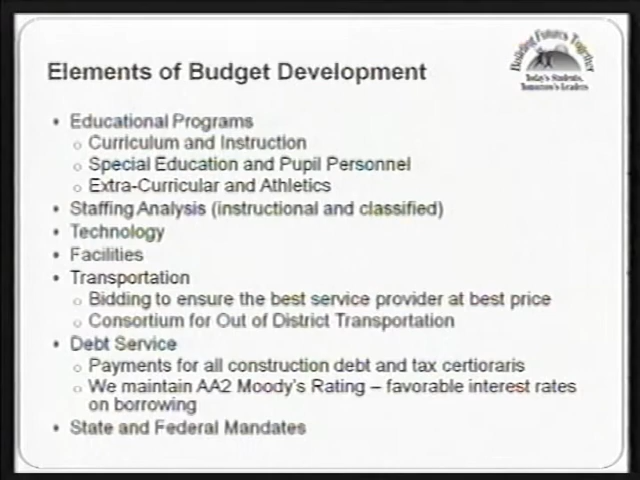 Building Futures Together
Today's Students,
Tomorrow's Leaders
Elements of Budget Development
• Educational Programs
○ Curriculum and Instruction
○ Special Education and Pupil Personnel
○ Extra-Curricular and Athletics
• Staffing Analysis (instructional and classified)
• Technology
• Facilities
• Transportation
○ Bidding to ensure the best service provider at best price
○ Consortium for Out of District Transportation
• Debt Service
○ Payments for all construction debt and tax certioraris
○ We maintain AA2 Moody's Rating – favorable interest rates
on borrowing
• State and Federal Mandates